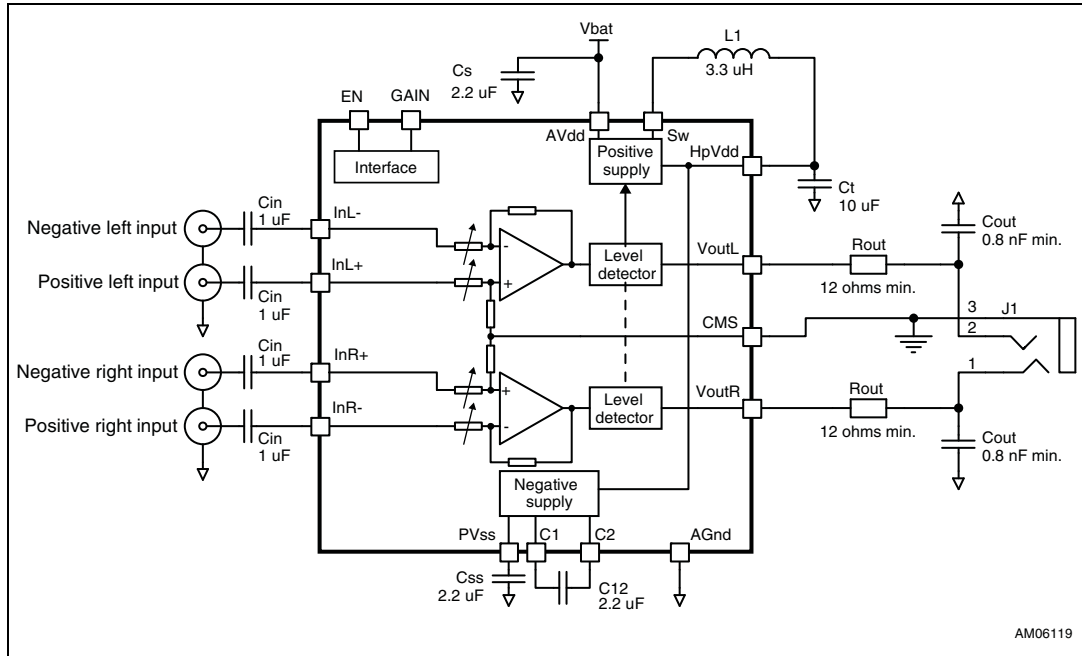 Vbat
L1
3.3 uH
Cs
2.2 uF
EN
GAIN
AVdd
Sw
HpVdd
Interface
Positive
supply
Ct
10 uF
Cin
1 uF
InL-
Negative left input
-
Cout
0.8 nF min.
Level
detector
VoutL
Rout
12 ohms min.
Positive left input
InL+
+
Cin
1 uF
CMS
3
J1
2
Cin
1 uF
InR+
Negative right input
+
1
Level
detector
VoutR
Rout
12 ohms min.
Positive right input
InR-
-
Cin
1 uF
Cout
0.8 nF min.
Negative
supply
PVss
C1
C2
AGnd
Css
2.2 uF
C12
2.2 uF
AM06119